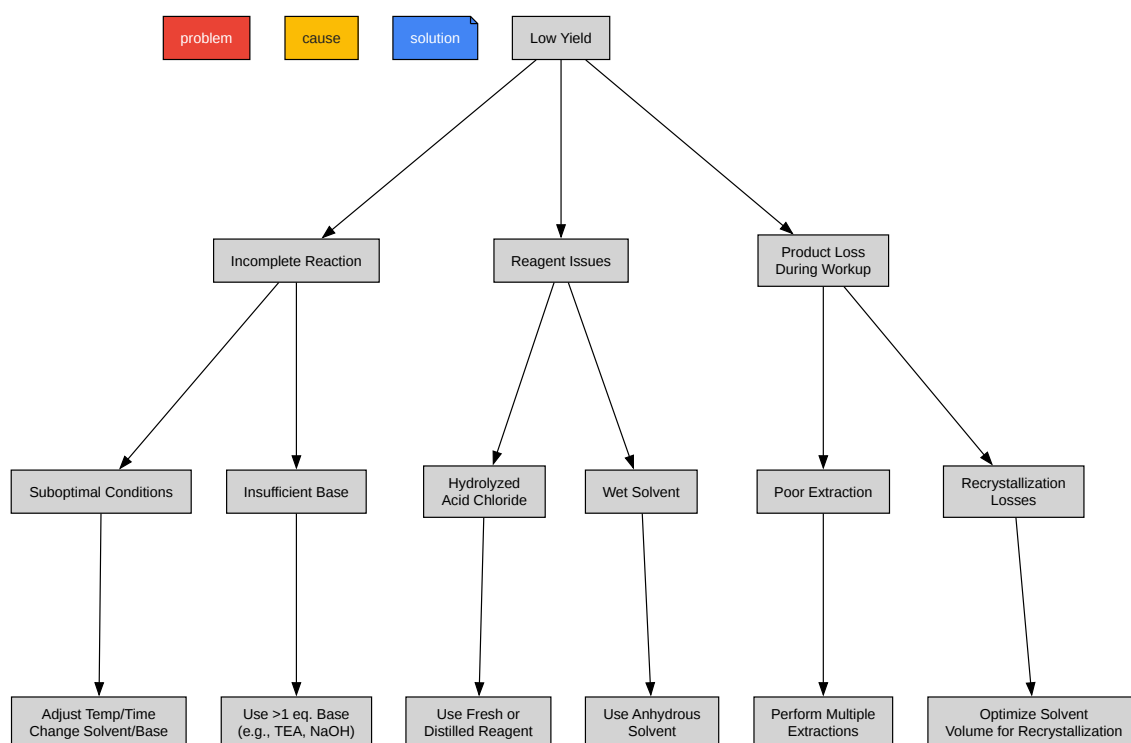 problem
cause
solution
Low Yield
Incomplete Reaction
Reagent Issues
Product Loss
During Workup
Suboptimal Conditions
Insufficient Base
Hydrolyzed
Acid Chloride
Wet Solvent
Poor Extraction
Recrystallization
Losses
Adjust Temp/Time
Change Solvent/Base
Use >1 eq. Base
(e.g., TEA, NaOH)
Use Fresh or
Distilled Reagent
Use Anhydrous
Solvent
Perform Multiple
Extractions
Optimize Solvent
Volume for Recrystallization